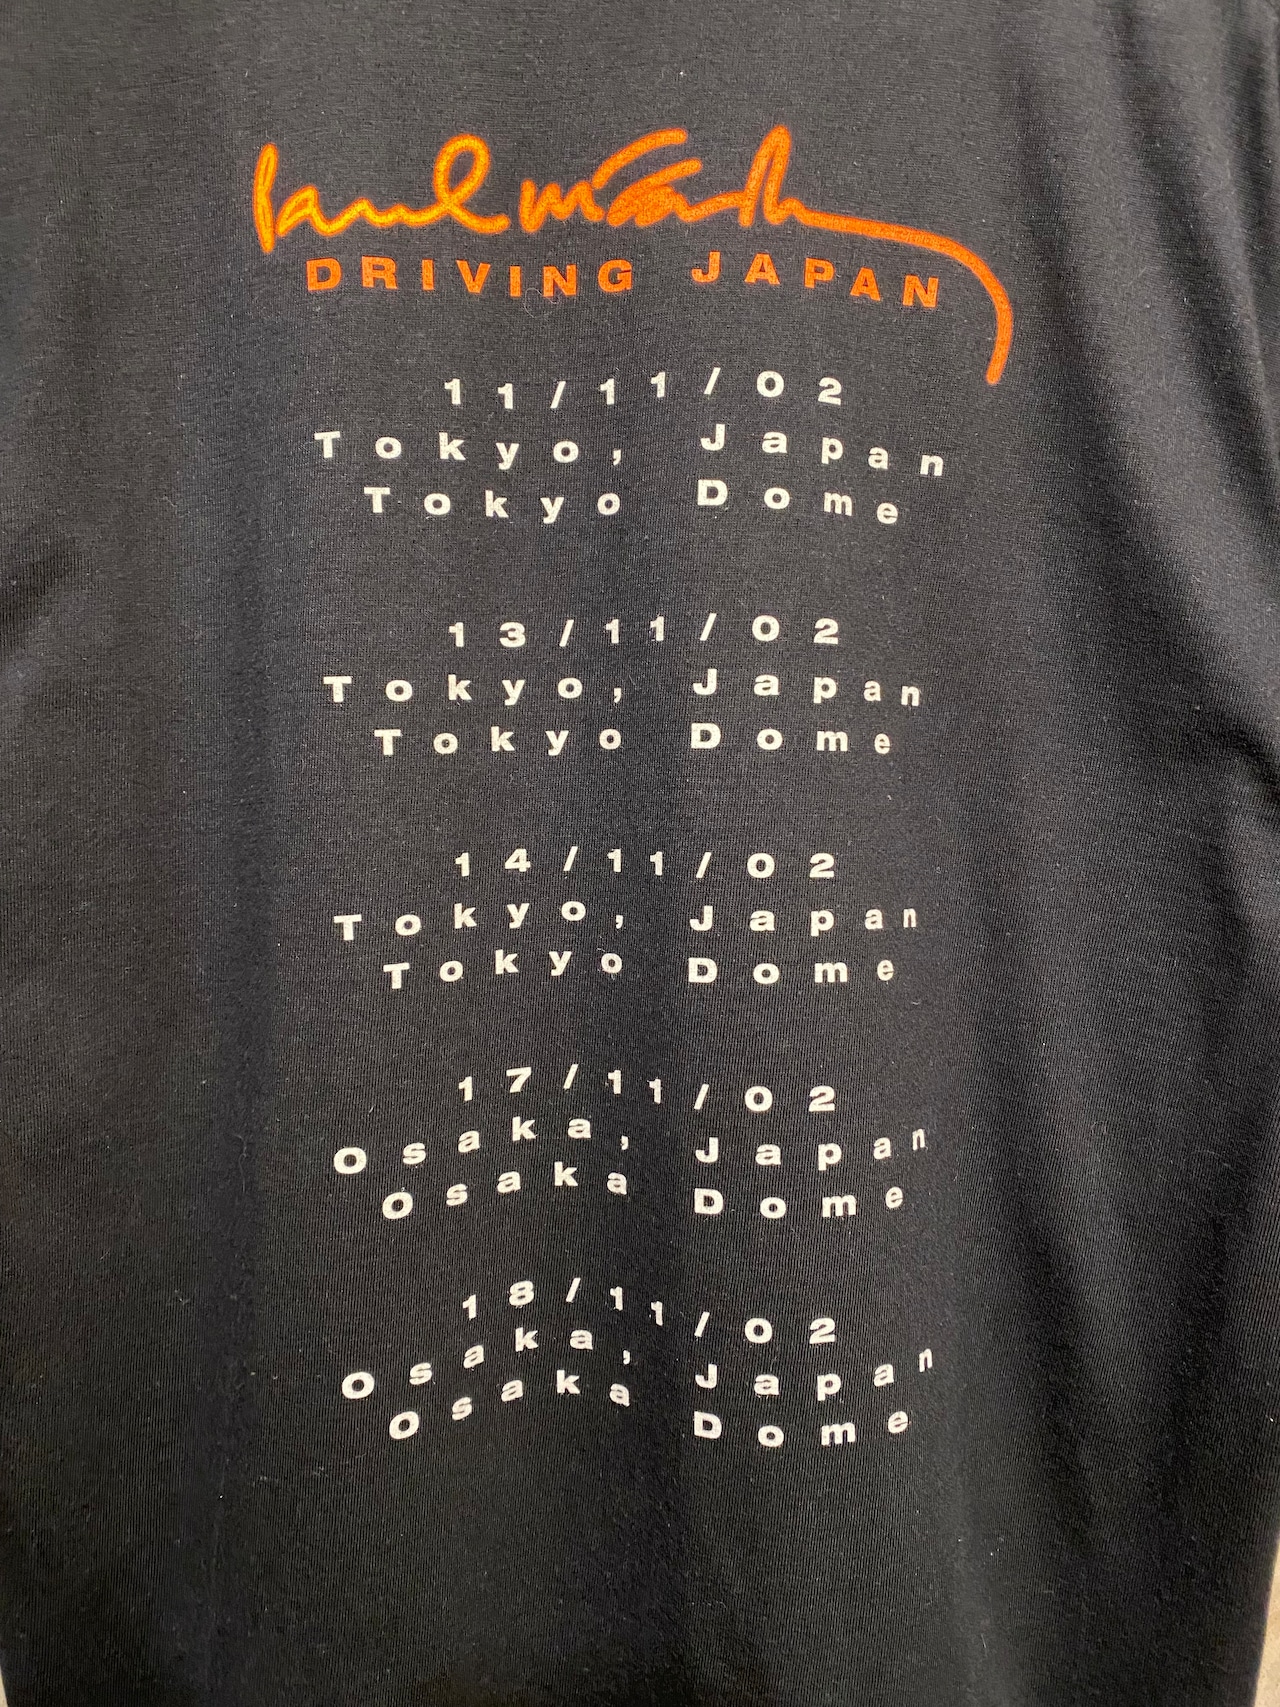 Paul McCartney
DRIVING JAPAN
11/11/02
Tokyo, Japan
Tokyo Dome
13/11/02
Tokyo, Japan
Tokyo Dome
14/11/02
Tokyo, Japan
Tokyo Dome
17/11/02
Osaka, Japan
Osaka Dome
18/11/02
Osaka, Japan
Osaka Dome